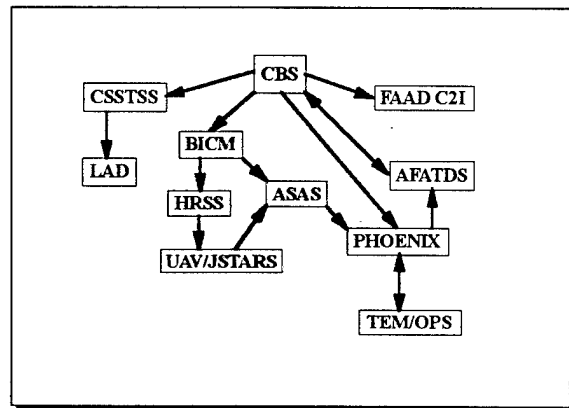 CBS
CSSTSS
FAAD C2I
BICM
LAD
AFATDS
ASAS
HRSS
PHOENIX
UAV/JSTARS
TEM/OPS